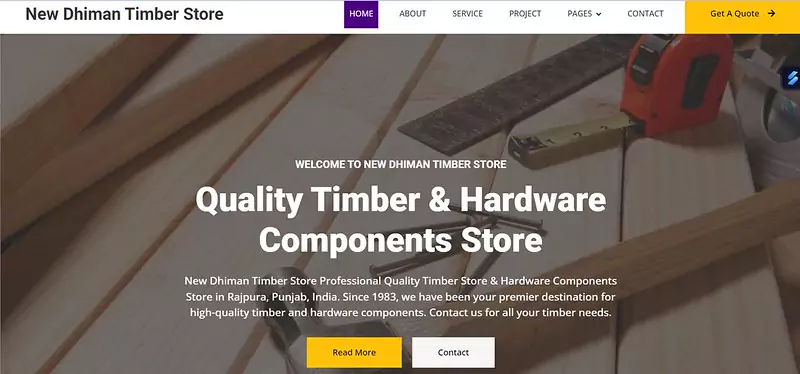 New Dhiman Timber Store
HOME ABOUT SERVICE PROJECT PAGES CONTACT Get A Quote
WELCOME TO NEW DHIMAN TIMBER STORE
Quality Timber & Hardware
Components Store
New Dhiman Timber Store Professional Quality Timber Store & Hardware Components
Store in Rajpura, Punjab, India. Since 1983, we have been your premier destination for
high-quality timber and hardware components. Contact us for all your timber needs.
Read More
Contact